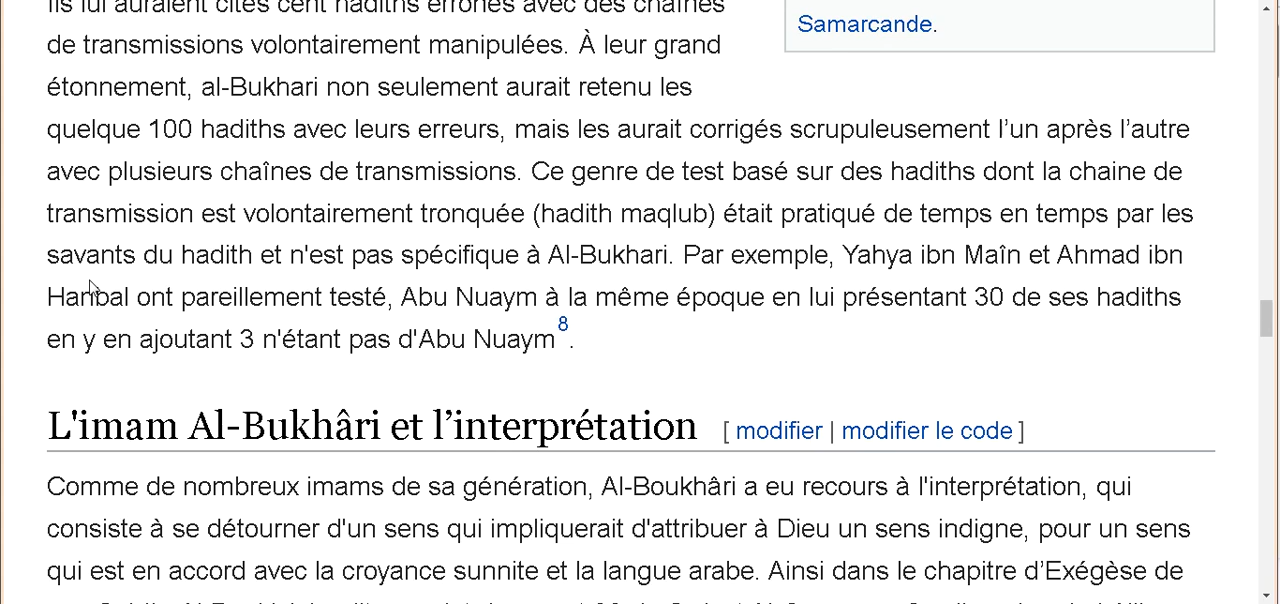 Ils lui auraient cités cent hadiths erronés avec des chaînes
de transmissions volontairement manipulées. À leur grand
étonnement, al-Bukhari non seulement aurait retenu les
quelque 100 hadiths avec leurs erreurs, mais les aurait corrigés scrupuleusement l’un après l’autre
avec plusieurs chaînes de transmissions. Ce genre de test basé sur des hadiths dont la chaine de
transmission est volontairement tronquée (hadith maqlub) était pratiqué de temps en temps par les
savants du hadith et n'est pas spécifique à Al-Bukhari. Par exemple, Yahya ibn Maîn et Ahmad ibn
Hanbal ont pareillement testé, Abu Nuaym à la même époque en lui présentant 30 de ses hadiths
en y en ajoutant 3 n'étant pas d'Abu Nuaym8.
Samarcande.
L'imam Al-Bukhâri et l’interprétation [ modifier | modifier le code ]
Comme de nombreux imams de sa génération, Al-Boukhâri a eu recours à l'interprétation, qui
consiste à se détourner d'un sens qui impliquerait d'attribuer à Dieu un sens indigne, pour un sens
qui est en accord avec la croyance sunnite et la langue arabe. Ainsi dans le chapitre d’Exégèse de